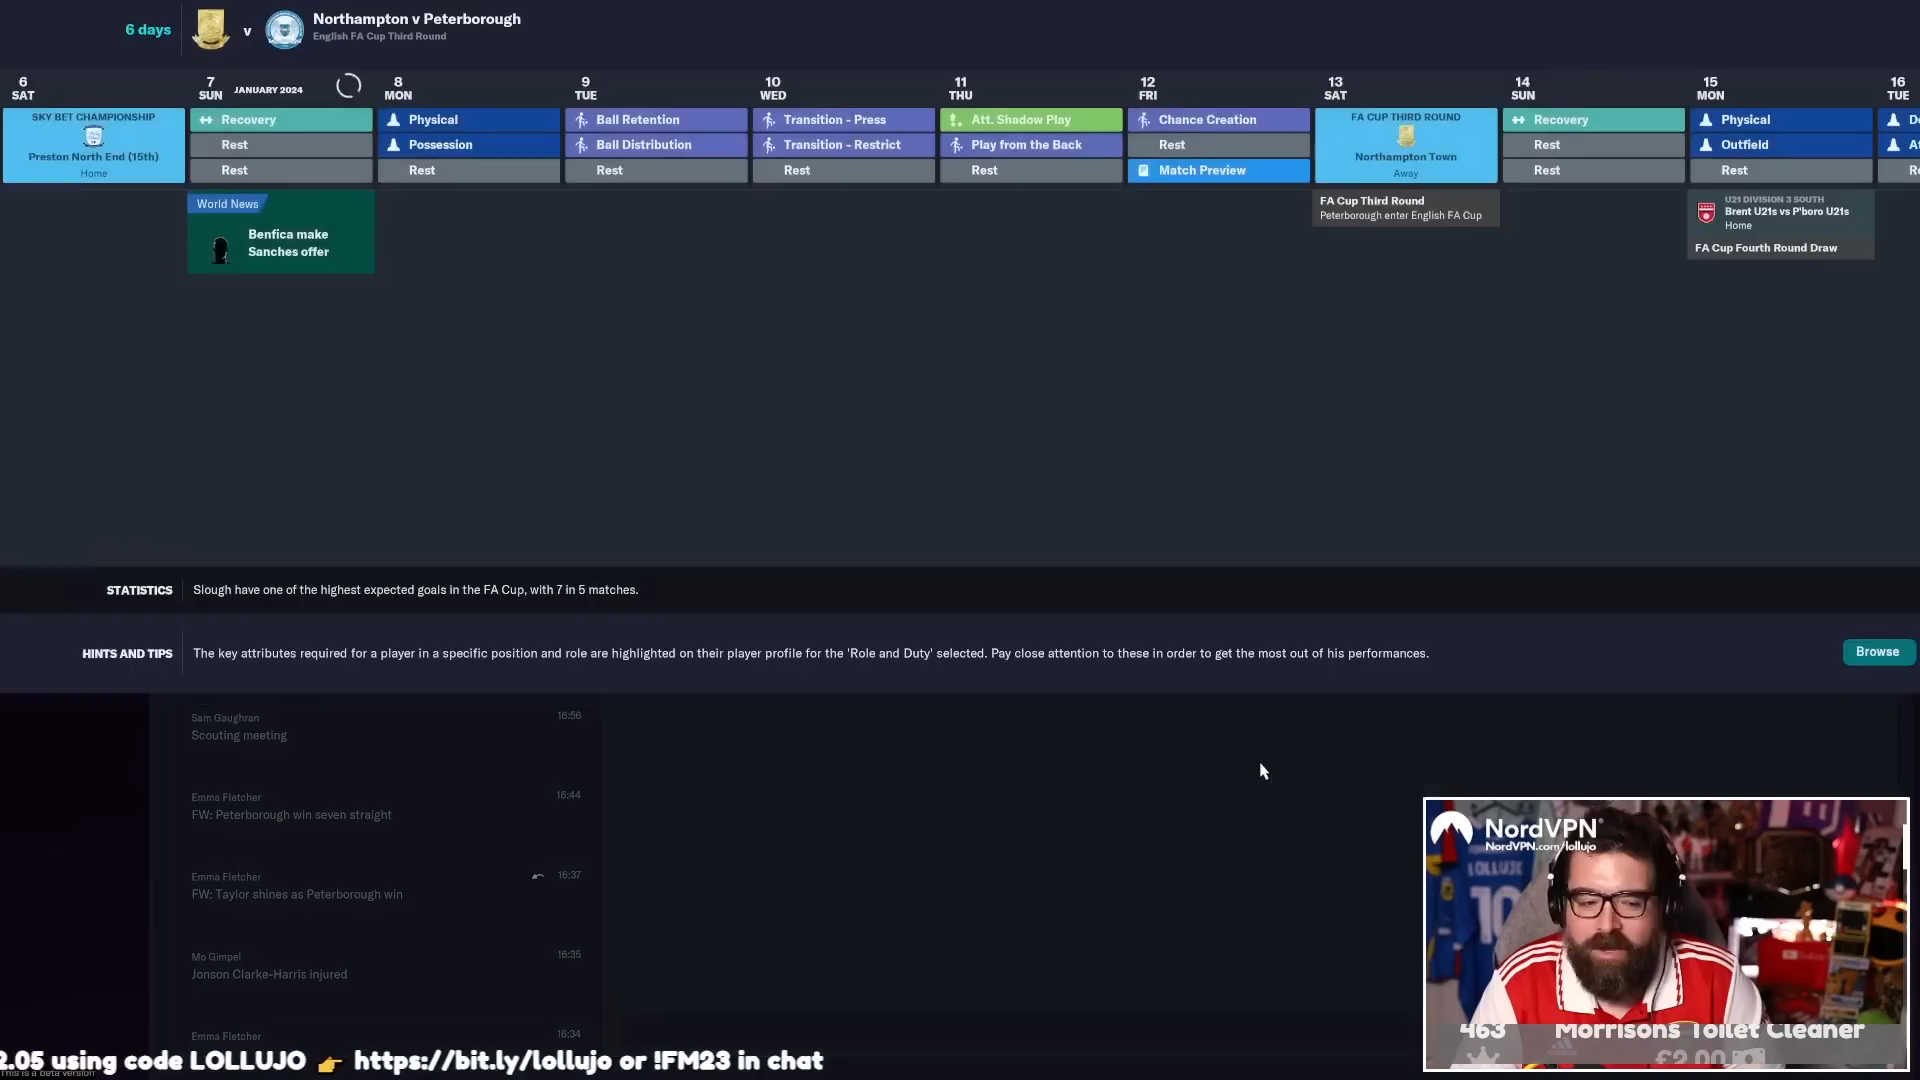 6 days
v
Northampton v Peterborough
English FA Cup Third Round
6
SAT
7
SUN
JANUARY 2024
8
MON
9
TUE
10
WED
11
THU
12
FRI
13
SAT
14
SUN
15
MON
16
TUE
SKY BET CHAMPIONSHIP
Preston North End (15th)
Home
Recovery
Rest
Rest
Physical
Possession
Rest
Ball Retention
Ball Distribution
Rest
Transition - Press
Transition - Restrict
Rest
Att. Shadow Play
Play from the Back
Rest
Chance Creation
Rest
Match Preview
FA CUP THIRD ROUND
Northampton Town
Away
Recovery
Rest
Rest
Physical
Outfield
Rest
World News
Benfica make
Sanches offer
FA Cup Third Round
Peterborough enter English FA Cup
U21 DIVISION 3 SOUTH
Brent U21s vs P'boro U21s
Home
FA Cup Fourth Round Draw
STATISTICS
Slough have one of the highest expected goals in the FA Cup, with 7 in 5 matches.
HINTS AND TIPS
The key attributes required for a player in a specific position and role are highlighted on their player profile for the 'Role and Duty' selected. Pay close attention to these in order to get the most out of his performances.
Browse
Sam Gaughran 16:56
Scouting meeting
Emma Fletcher 16:44
FW: Peterborough win seven straight
Emma Fletcher 16:37
FW: Taylor shines as Peterborough win
Mo Gimpel 16:35
Jonson Clarke-Harris injured
Emma Fletcher 16:34
NordVPN
NordVPN.com/lollujo
LOLLUJO
10
463 Morrisons Toilet Cleaner
£2.00
2.05 using code LOLLUJO 👉 https://bit.ly/lollujo or !FM23 in chat
This is a beta version